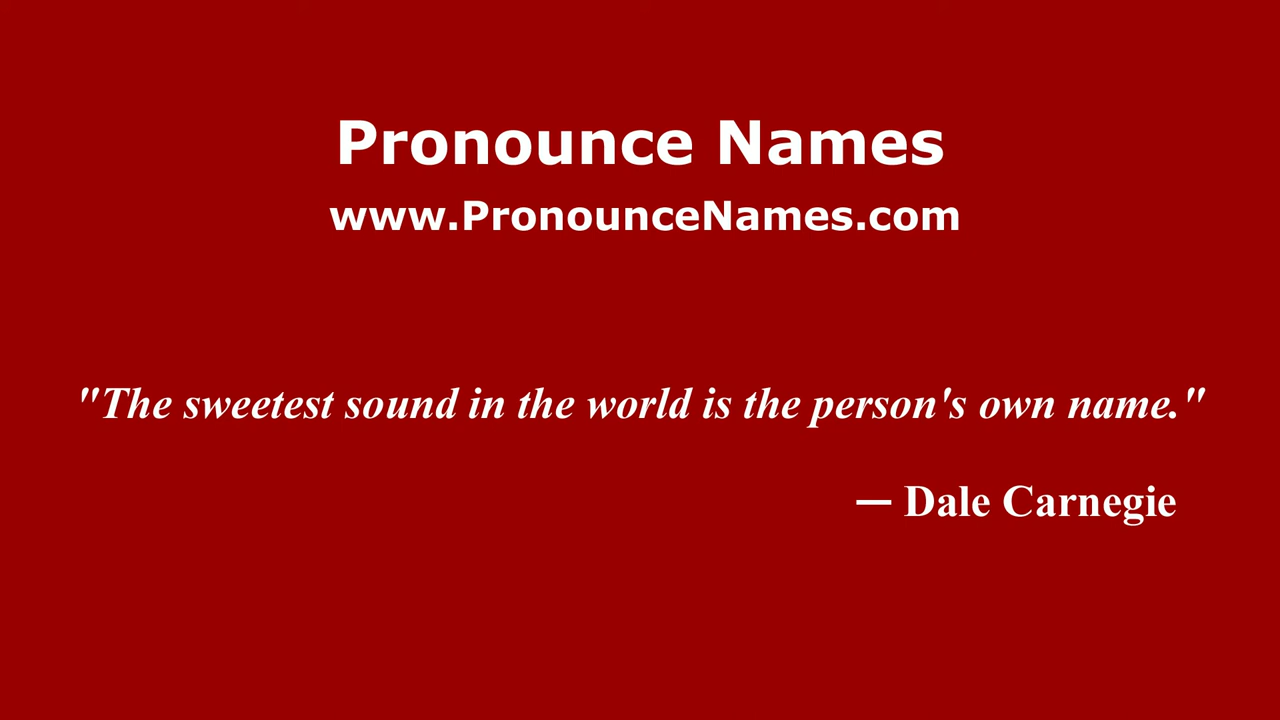 Pronounce Names
www.PronounceNames.com
"The sweetest sound in the world is the person's own name."
— Dale Carnegie